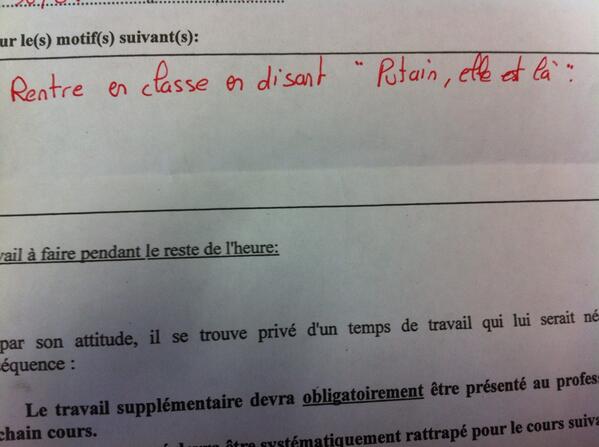 ur le(s) motif(s) suivant(s):
Rentre en classe en disant " Putain, elle est là ".
vail à faire pendant le reste de l'heure:
par son attitude, il se trouve privé d'un temps de travail qui lui serait né
équence :
Le travail supplémentaire devra obligatoirement être présenté au profes
chain cours.
être systématiquement rattrapé pour le cours suiva